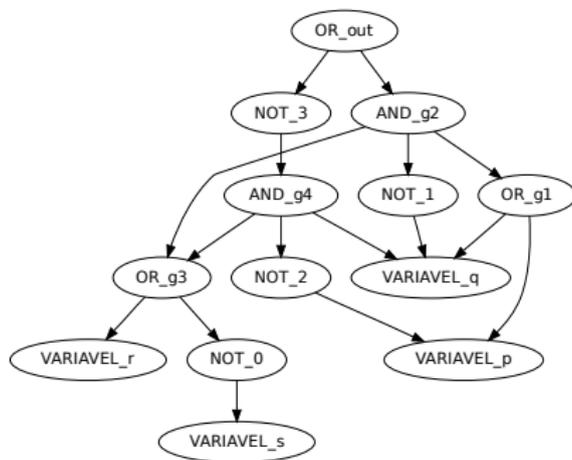 OR_out
NOT_3
AND_g2
AND_g4
NOT_1
OR_g1
OR_g3
NOT_2
VARIAVEL_q
VARIAVEL_r
NOT_0
VARIAVEL_p
VARIAVEL_s